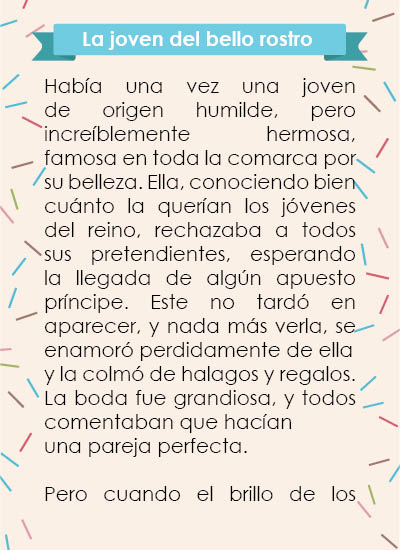 La joven del bello rostro
Había una vez una joven
de origen humilde, pero
increíblemente hermosa,
famosa en toda la comarca por
su belleza. Ella, conociendo bien
cuánto la querían los jóvenes
del reino, rechazaba a todos
sus pretendientes, esperando
la llegada de algún apuesto
príncipe. Este no tardó en
aparecer, y nada más verla, se
enamoró perdidamente de ella
y la colmó de halagos y regalos.
La boda fue grandiosa, y todos
comentaban que hacían
una pareja perfecta.
Pero cuando el brillo de los